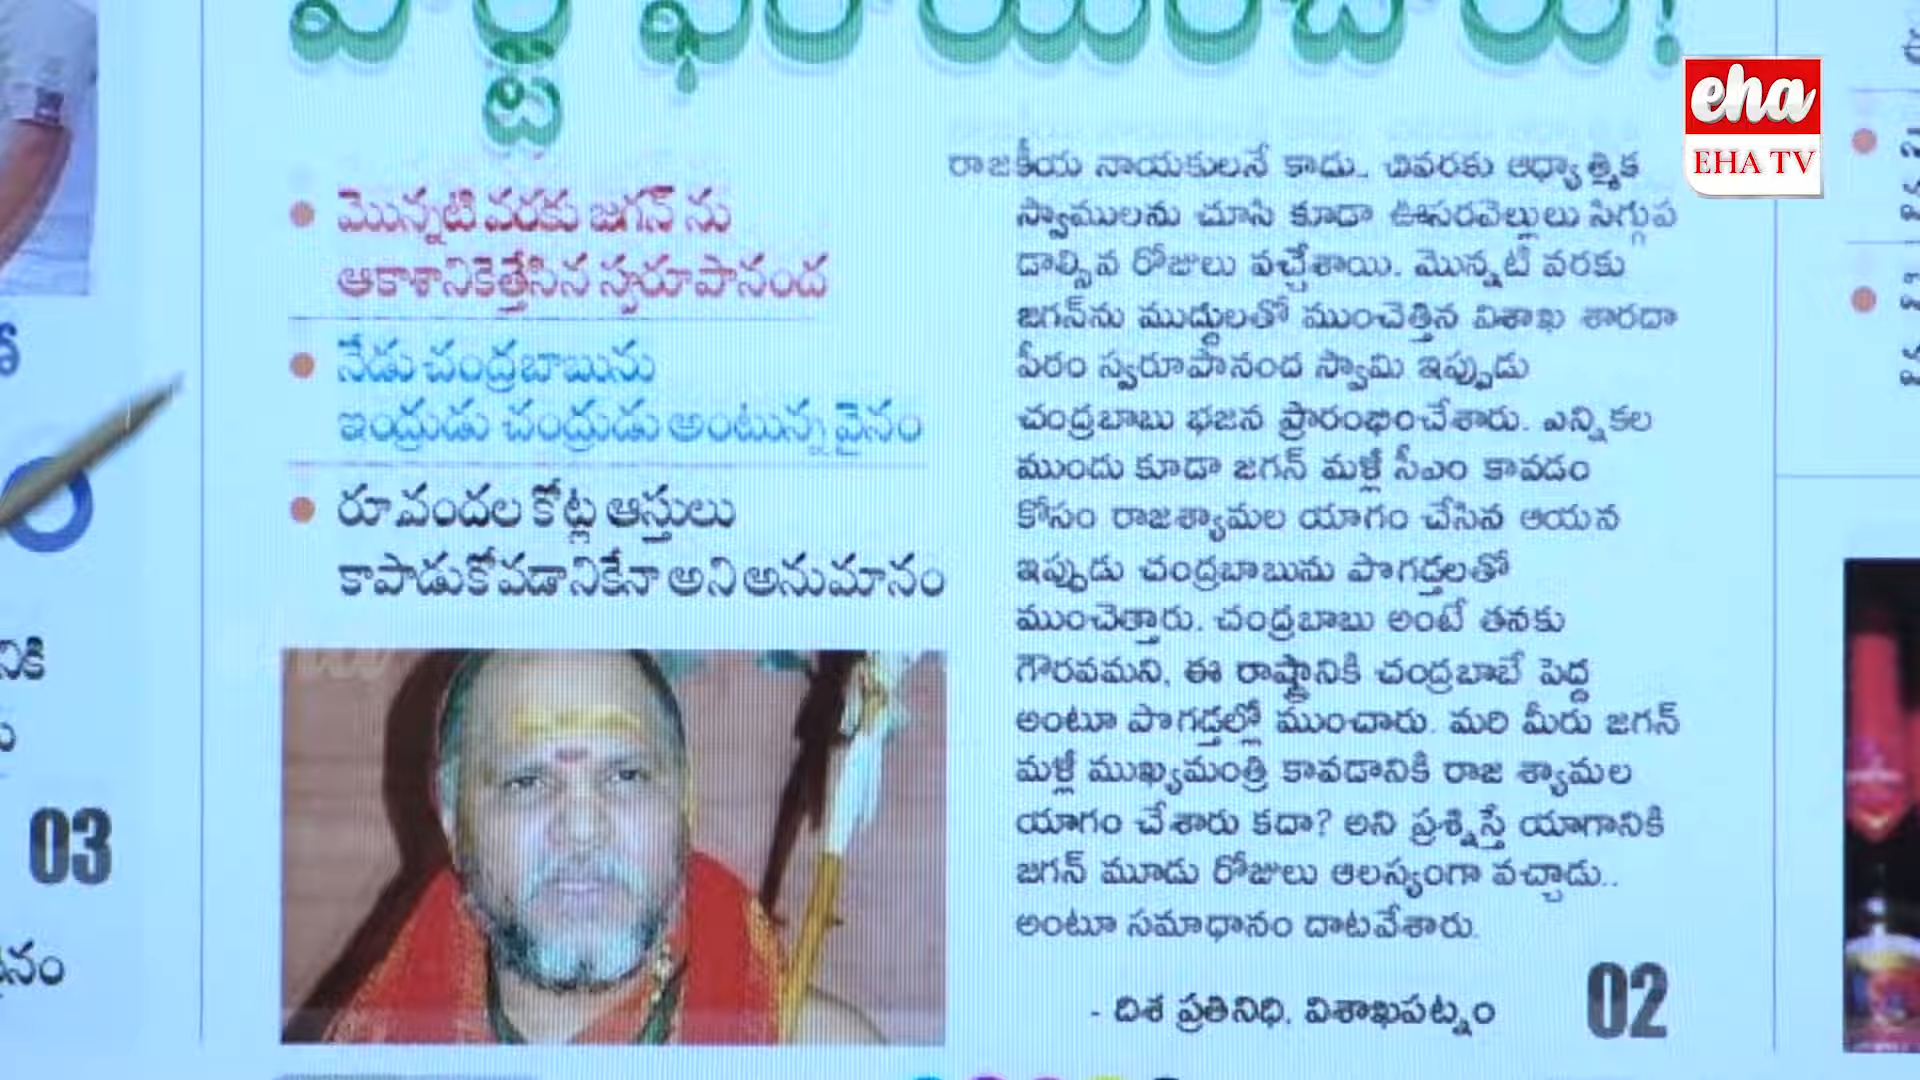 eha
EHA TV
మొన్నటి వరకు జగన్ ను
ఆకాశానికెత్తేసిన స్వరూపానంద
నేడు చంద్రబాబును
ఇంద్రుడు చంద్రుడు అంటున్న వైనం
రూ.వందల కోట్ల ఆస్తులు
కాపాడుకోవడానికేనా అని అనుమానం
రాజకీయ నాయకులనే కాదు.. చివరకు ఆధ్యాత్మిక
స్వాములను చూసి కూడా ఊసరవెల్లులు సిగ్గుప
డాల్సివ రోజులు వచ్చేశాయి. మొన్నటి వరకు
జగన్‌ను ముద్దులతో ముంచెత్తిన విశాఖ శారదా
పీఠం స్వరూపానంద స్వామి ఇప్పుడు
చంద్రబాబు భజన ప్రారంభించేశారు. ఎన్నికల
ముందు కూడా జగన్ మళ్లీ సీఎం కావడం
కోసం రాజశ్యామల యాగం చేసిన ఆయన
ఇప్పుడు చంద్రబాబును పొగడ్తలతో
ముంచెత్తారు. చంద్రబాబు అంటే తనకు
గౌరవమని, ఈ రాష్ట్రానికి చంద్రబాబే పెద్ద
అంటూ పొగడ్తల్లో ముంచారు. మరి మీరు జగన్
మళ్లీ ముఖ్యమంత్రి కావడానికి రాజ శ్యామల
యాగం చేశారు కదా? అని ప్రశ్నిస్తే యాగానికి
జగన్ మూడు రోజులు ఆలస్యంగా వచ్చాడు..
అంటూ సమాధానం దాటవేశారు.
- దిశ ప్రతినిధి, విశాఖపట్నం
02
03